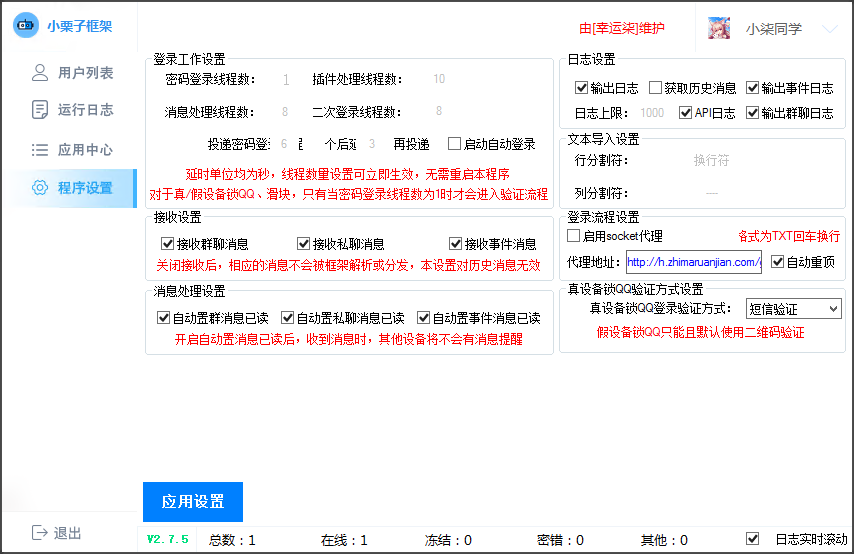 小栗子框架
由[幸运柒]维护
小柒同学
用户列表
运行日志
应用中心
程序设置
退出
登录工作设置
密码登录线程数： 1 插件处理线程数： 10
消息处理线程数： 8 二次登录线程数： 8
投递密码登 6 个后延 3 再投递 启动自动登录
延时单位均为秒，线程数量设置可立即生效，无需重启本程序
对于真/假设备锁QQ、滑块，只有当密码登录线程数为1时才会进入验证流程
接收设置
接收群聊消息 接收私聊消息 接收事件消息
关闭接收后，相应的消息不会被框架解析或分发，本设置对历史消息无效
消息处理设置
自动置群消息已读 自动置私聊消息已读 自动置事件消息已读
开启自动置消息已读后，收到消息时，其他设备将不会有消息提醒
日志设置
输出日志 获取历史消息 输出事件日志
日志上限： 1000 API日志 输出群聊日志
文本导入设置
行分割符： 换行符
列分割符： —
登录流程设置
启用socket代理 格式为TXT回车换行
代理地址： http://h.zhimaruanjian.com/ 自动重顶
真设备锁QQ验证方式设置
真设备锁QQ登录验证方式： 短信验证
假设备锁QQ只能且默认使用二维码验证
应用设置
V2.7.5 总数：1 在线：1 冻结：0 密错：0 其他：0 日志实时滚动